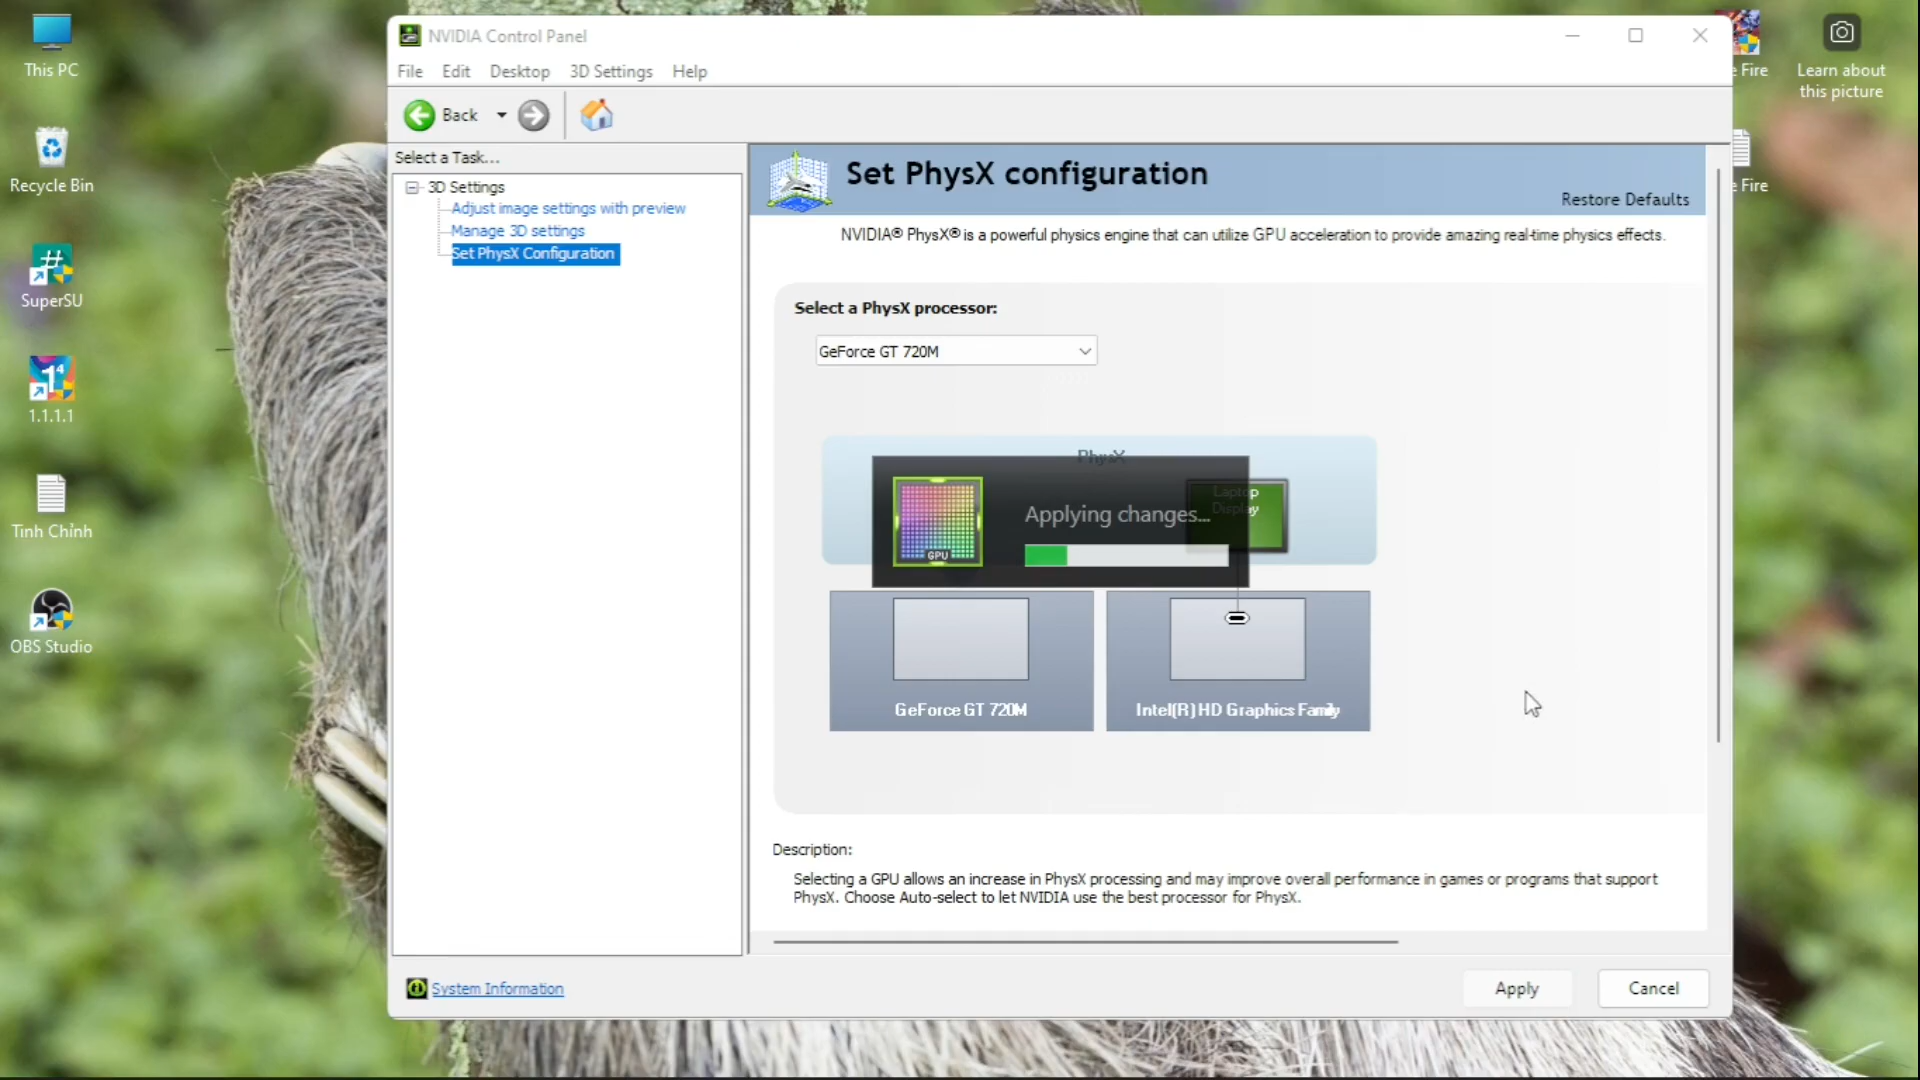 This PC
Recycle Bin
SuperSU
1.1.1.1
Tinh Chỉnh
OBS Studio
NVIDIA Control Panel
File Edit Desktop 3D Settings Help
Back
Select a Task...
3D Settings
Adjust image settings with preview
Manage 3D settings
Set PhysX Configuration
System Information
Set PhysX configuration
Restore Defaults
NVIDIA® PhysX® is a powerful physics engine that can utilize GPU acceleration to provide amazing real-time physics effects.
Select a PhysX processor:
GeForce GT 720M
PhysX
GPU
Applying changes...
Laptop
Display
GeForce GT 720M
Intel(R) HD Graphics Family
Description:
Selecting a GPU allows an increase in PhysX processing and may improve overall performance in games or programs that support
PhysX. Choose Auto-select to let NVIDIA use the best processor for PhysX.
Apply
Cancel
e Fire
e Fire
Learn about
this picture